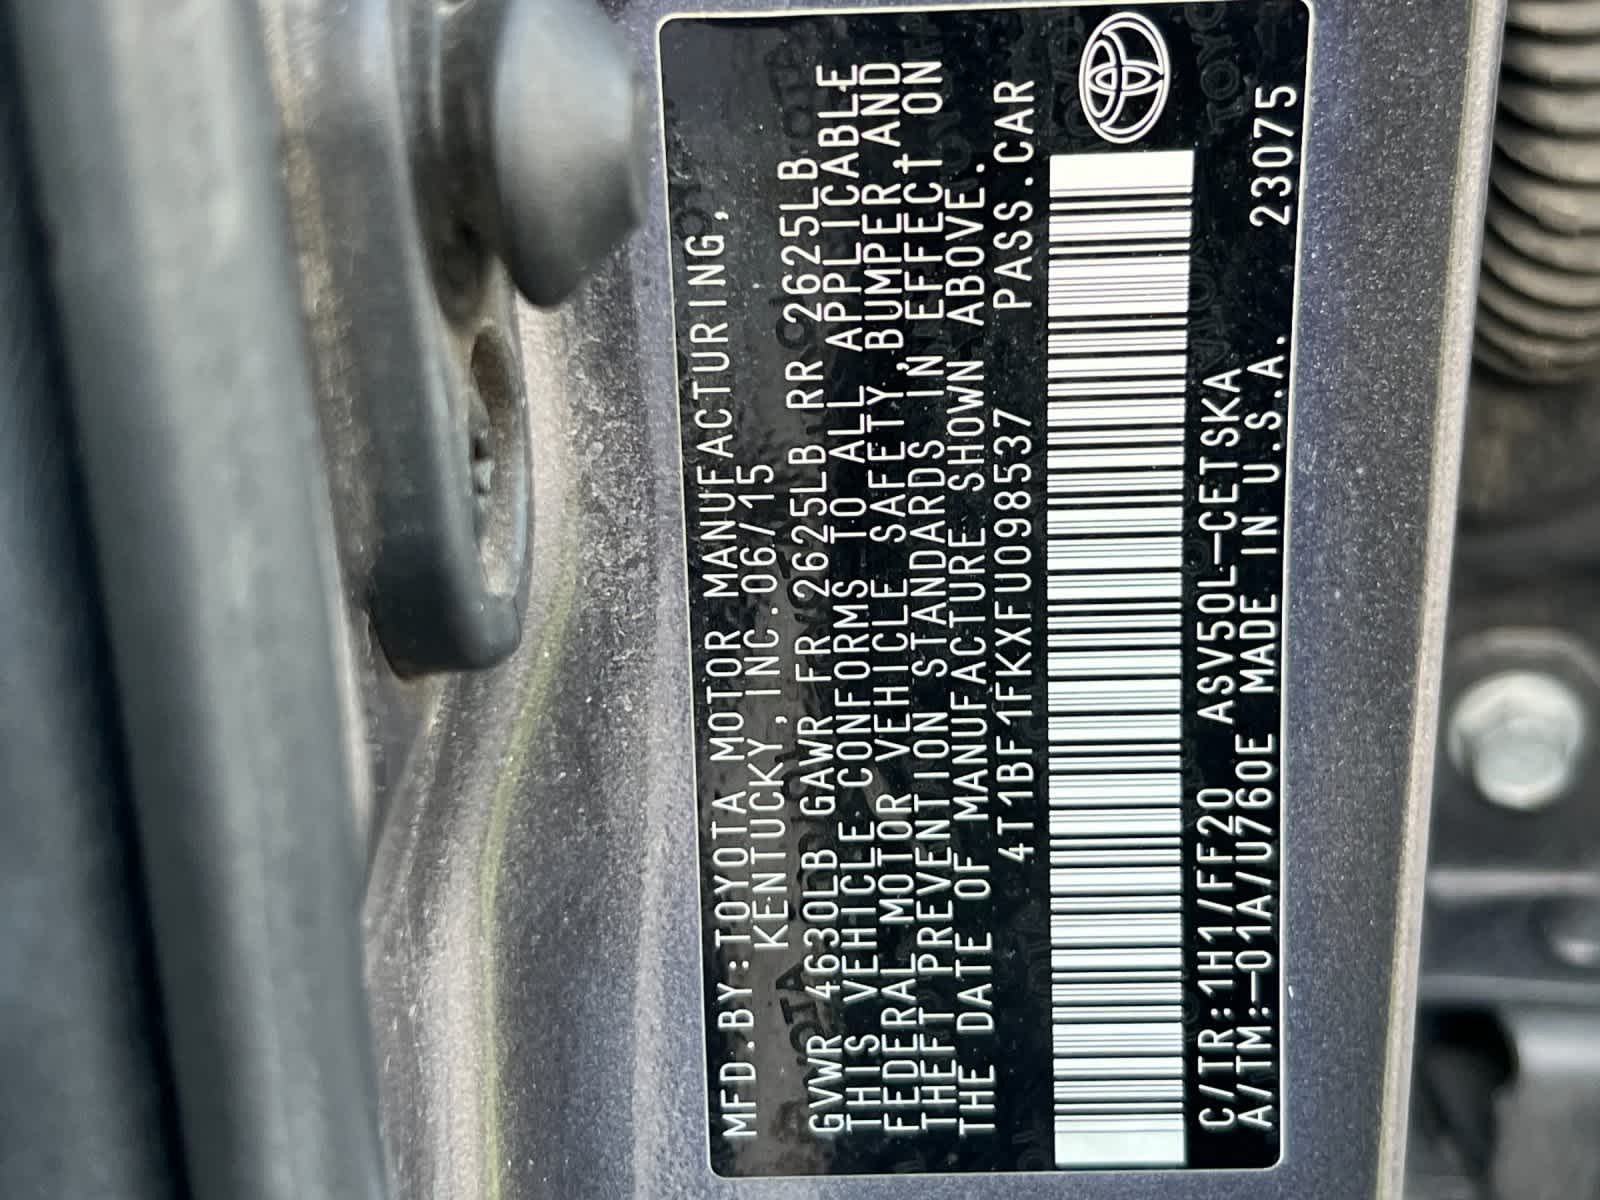 MFD.BY:TOYOTA MOTOR MANUFACTURING,
KENTUCKY,INC.06/15
GVWR 4630LB GAWR FR 2625LB RR 2625LB
THIS VEHICLE CONFORMS TO ALL APPLICABLE
FEDERAL MOTOR VEHICLE SAFETY,BUMPER,AND
THEFT PREVENTION STANDARDS IN EFFECT ON
THE DATE OF MANUFACTURE SHOWN ABOVE.
4T1BF1FKXFU098537 PASS.CAR
C/TR:1H1/FF20 ASV50L-CETSKA
A/TM:-01A/U760E MADE IN U.S.A. 23075